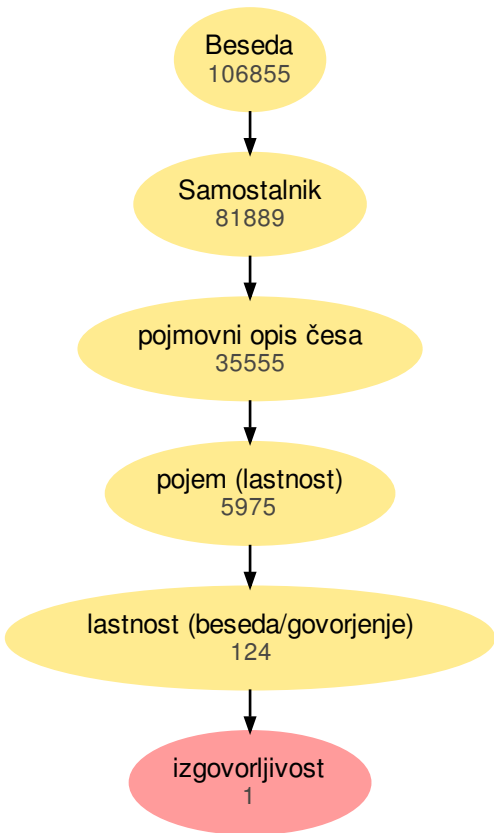 Beseda
106855
Samostalnik
81889
pojmovni opis česa
35555
pojem (lastnost)
5975
lastnost (beseda/govorjenje)
124
izgovorljivost
1